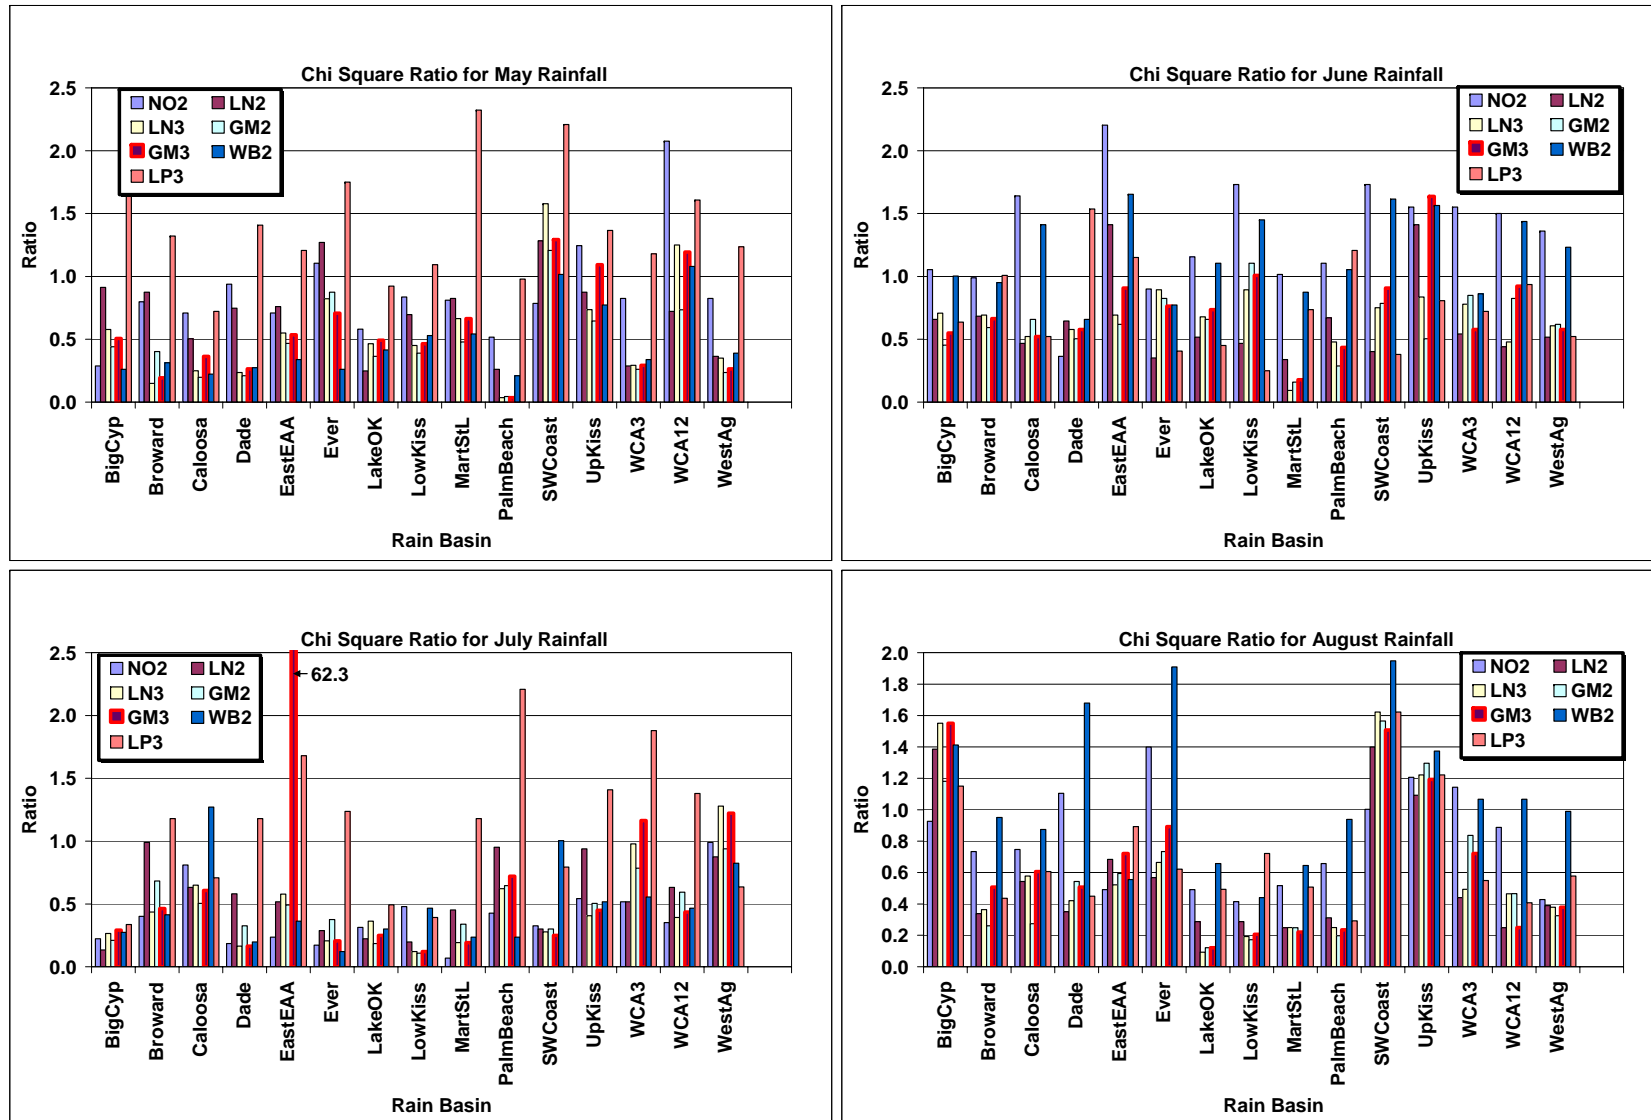 Chi Square Ratio for May Rainfall
2.5
2.0
1.5
1.0
0.5
0.0
Ratio
NO2 LN2
LN3 GM2
GM3 WB2
LP3
BigCyp
Broward
Caloosa
Dade
EastEAA
Ever
LakeOK
LowKiss
MartStL
PalmBeach
SWCoast
UpKiss
WCA3
WCA12
WestAg
Rain Basin
Chi Square Ratio for June Rainfall
2.5
2.0
1.5
1.0
0.5
0.0
Ratio
NO2 LN2
LN3 GM2
GM3 WB2
LP3
BigCyp
Broward
Caloosa
Dade
EastEAA
Ever
LakeOK
LowKiss
MartStL
PalmBeach
SWCoast
UpKiss
WCA3
WCA12
WestAg
Rain Basin
Chi Square Ratio for July Rainfall
2.5
2.0
1.5
1.0
0.5
0.0
Ratio
NO2 LN2
LN3 GM2
GM3 WB2
LP3
62.3
BigCyp
Broward
Caloosa
Dade
EastEAA
Ever
LakeOK
LowKiss
MartStL
PalmBeach
SWCoast
UpKiss
WCA3
WCA12
WestAg
Rain Basin
Chi Square Ratio for August Rainfall
2.0
1.8
1.6
1.4
1.2
1.0
0.8
0.6
0.4
0.2
0.0
Ratio
NO2 LN2
LN3 GM2
GM3 WB2
LP3
BigCyp
Broward
Caloosa
Dade
EastEAA
Ever
LakeOK
LowKiss
MartStL
PalmBeach
SWCoast
UpKiss
WCA3
WCA12
WestAg
Rain Basin